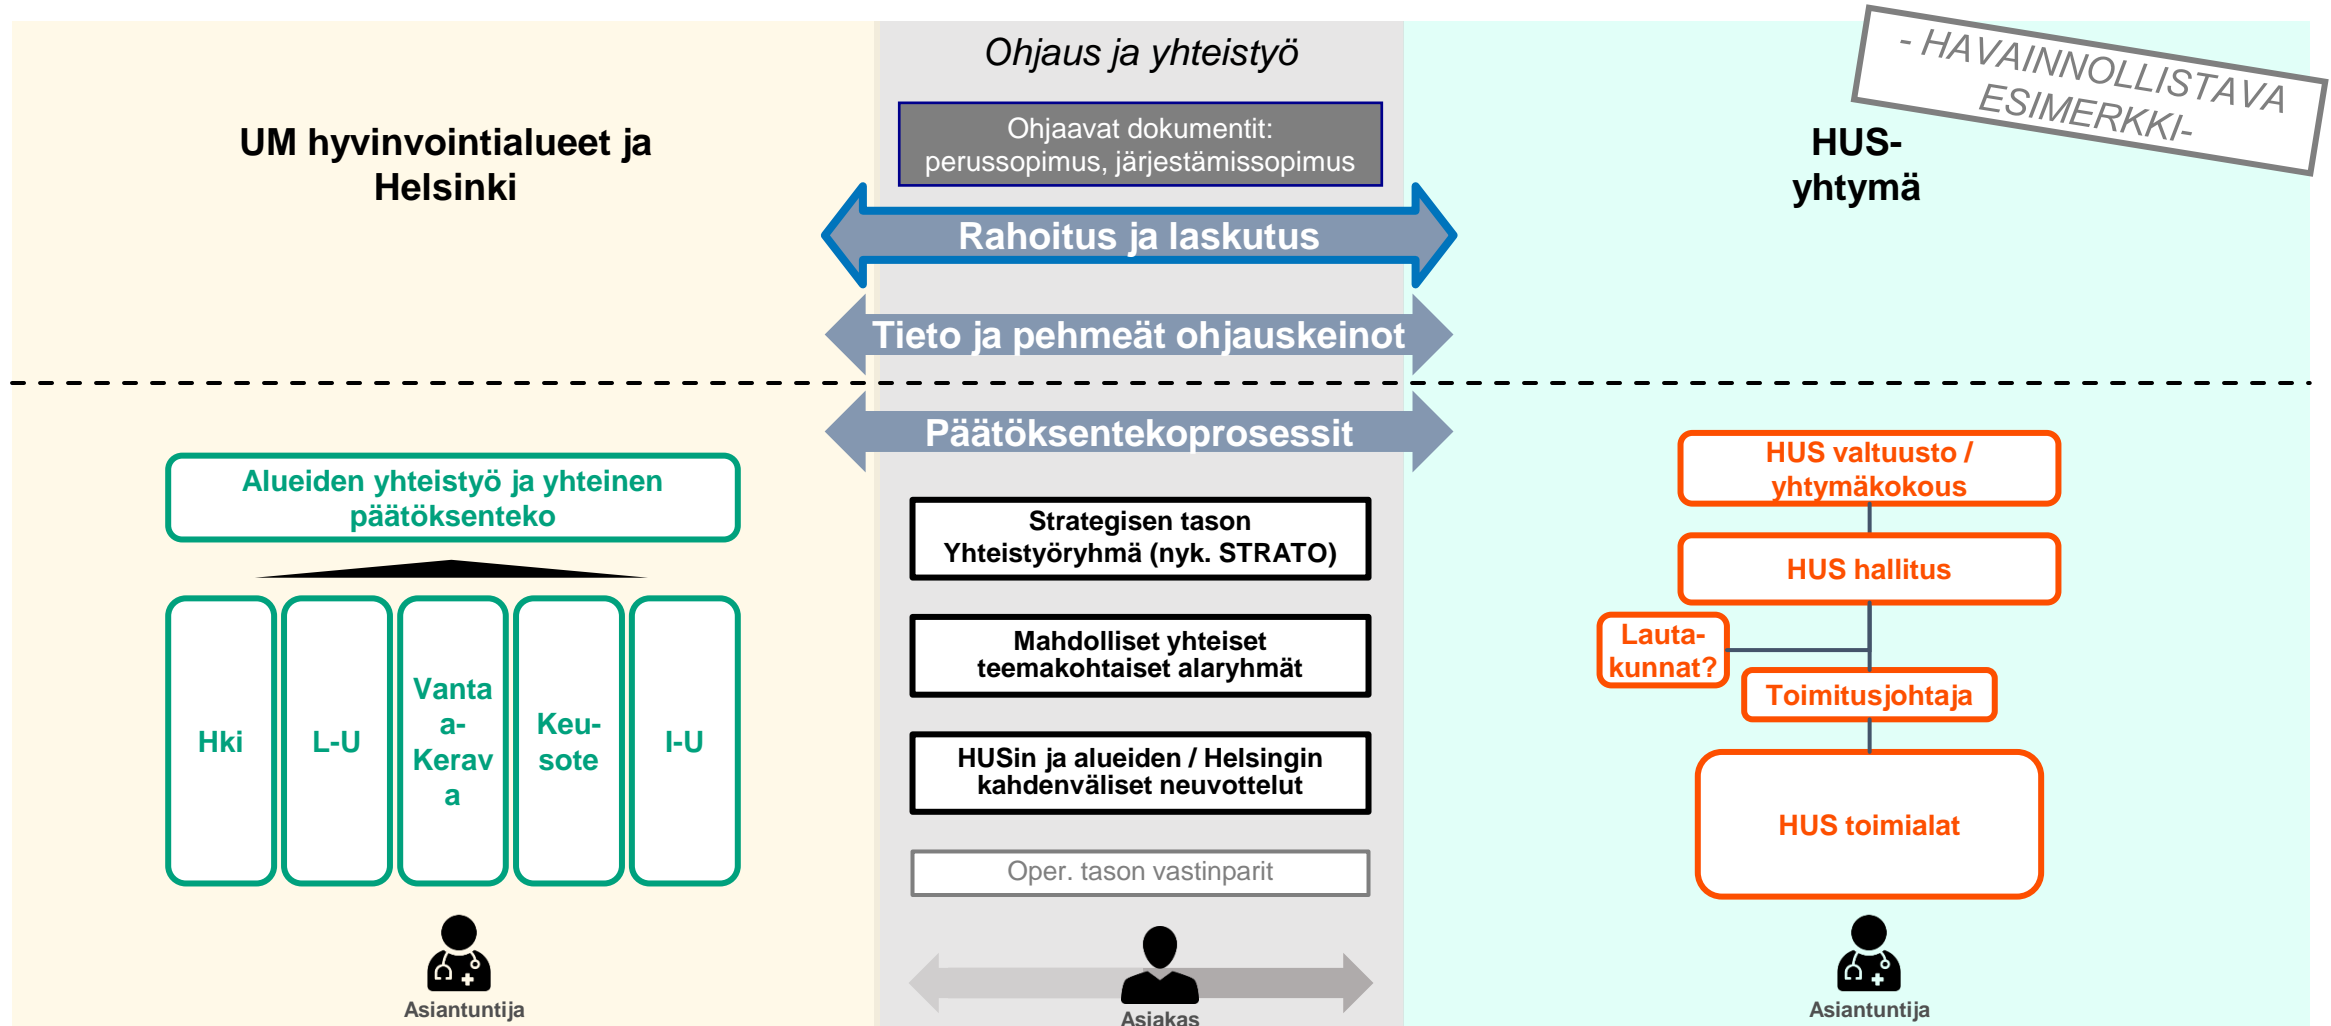 Ohjaus ja yhteistyö
- HAVAINNOLLISTAVA
ESIMERKKI-
UM hyvinvointialueet ja
Helsinki
Ohjaavat dokumentit:
perussopimus, järjestämissopimus
HUS-
yhtymä
Rahoitus ja laskutus
Tieto ja pehmeät ohjauskeinot
Päätöksentekoprosessit
Alueiden yhteistyö ja yhteinen
päätöksenteko
Hki
L-U
Vanta
a-
Kerav
a
Keu-
sote
I-U
Asiantuntija
Strategisen tason
Yhteistyöryhmä (nyk. STRATO)
Mahdolliset yhteiset
teemakohtaiset alaryhmät
HUSin ja alueiden / Helsingin
kahdenväliset neuvottelut
Oper. tason vastinparit
Asiakas
HUS valtuusto /
yhtymäkokous
HUS hallitus
Lauta-
kunnat?
Toimitusjohtaja
HUS toimialat
Asiantuntija